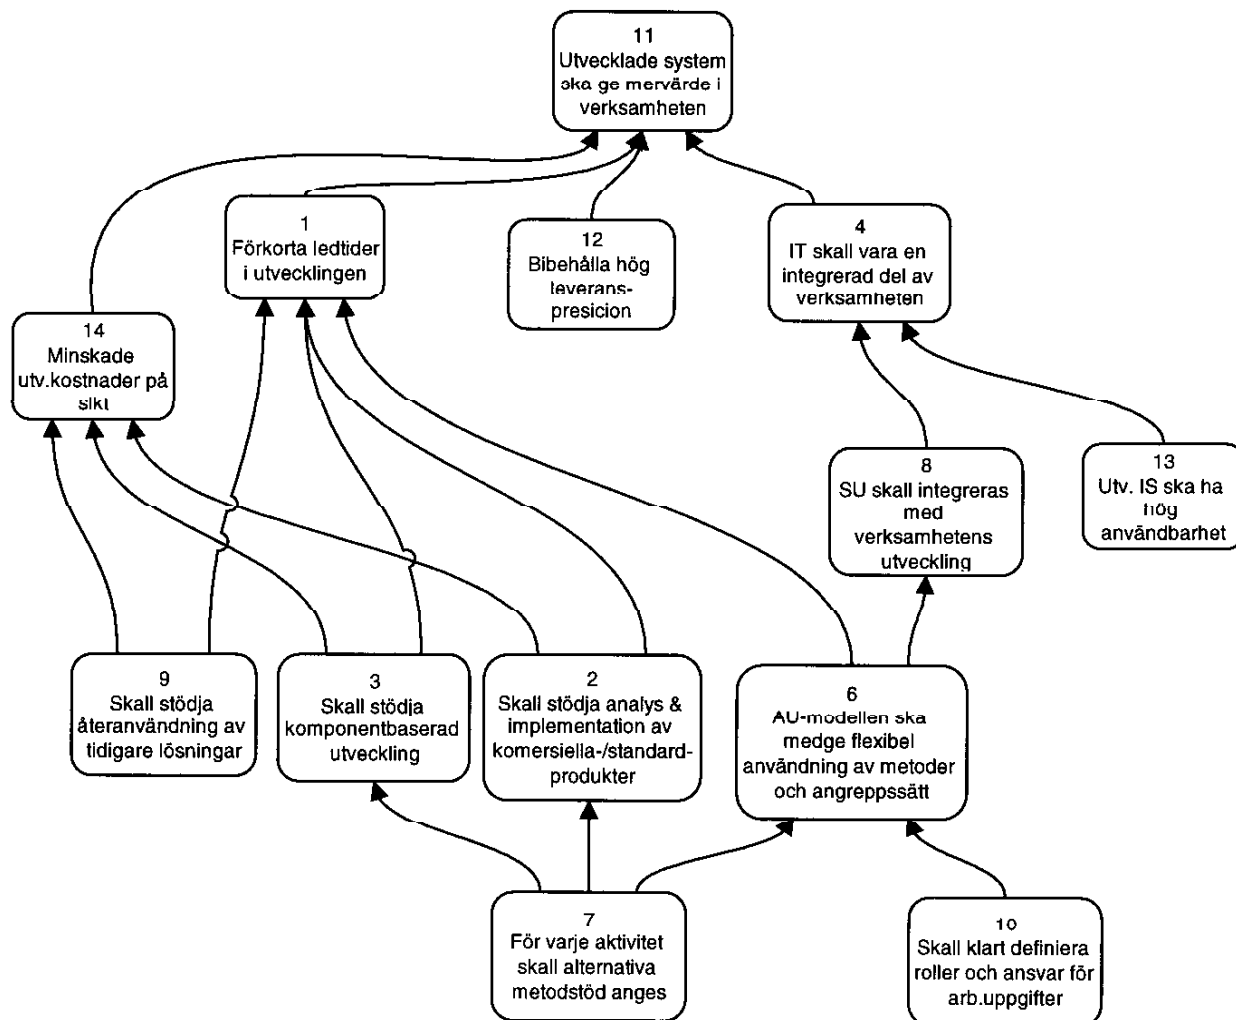 11
Utvecklade system
ska ge mervärde i
verksamheten
1
Förkorta ledtider
i utvecklingen
12
Bibehålla hög
leverans-
presicion
4
IT skall vara en
integrerad del av
verksamheten
14
Minskade
utv.kostnader på
sikt
8
SU skall integreras
med
verksamhetens
utveckling
13
Utv. IS ska ha
hög
användbarhet
9
Skall stödja
återanvändning av
tidigare lösningar
3
Skall stödja
komponentbaserad
utveckling
2
Skall stödja analys &
implementation av
komersiella-/standard-
produkter
6
AU-modellen ska
medge flexibel
användning av metoder
och angreppssätt
7
För varje aktivitet
skall alternativa
metodstöd anges
10
Skall klart definiera
roller och ansvar för
arb.uppgifter